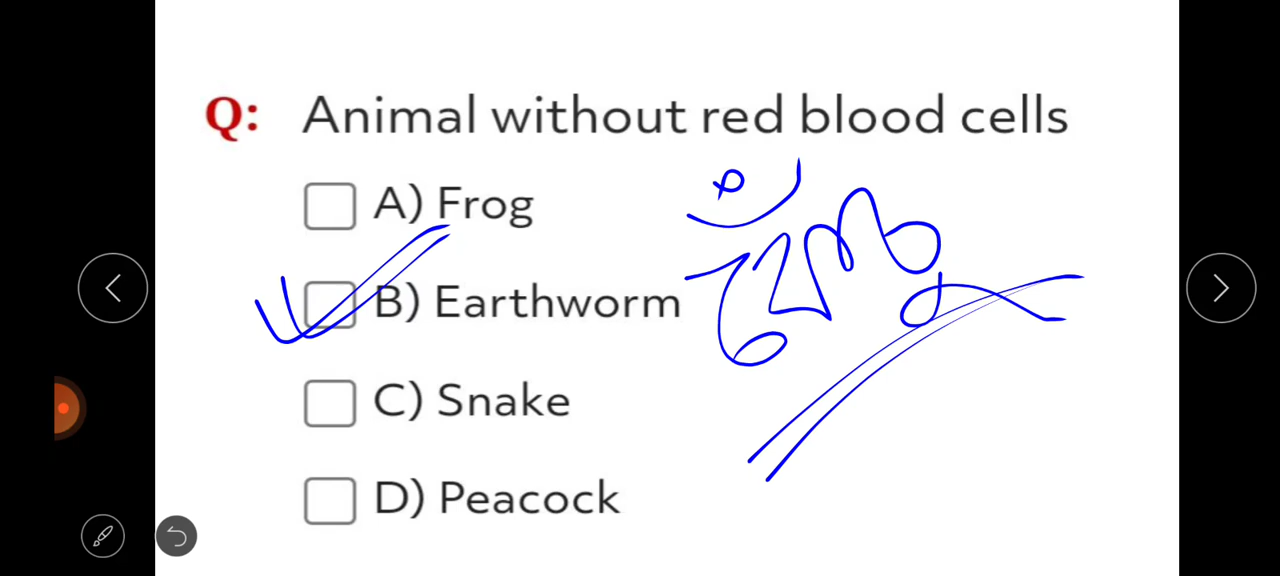 Q: Animal without red blood cells
A) Frog
B) Earthworm
C) Snake
D) Peacock